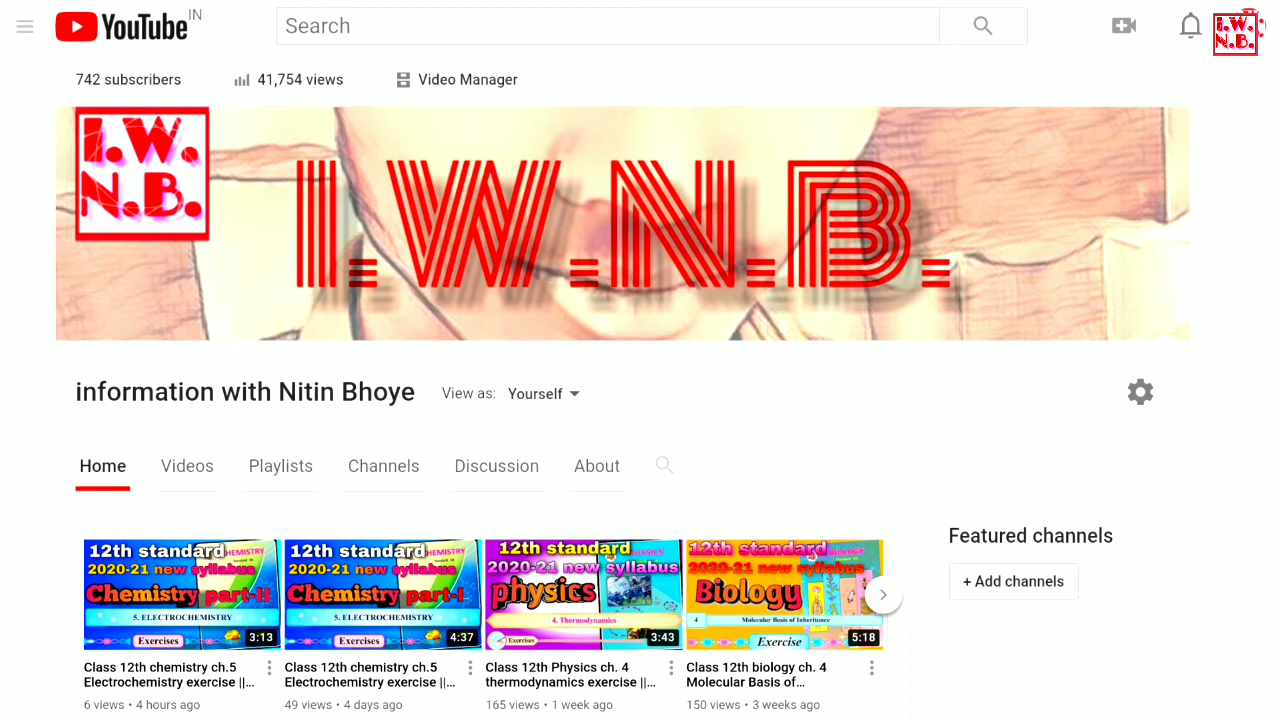 YouTube IN
Search
I.W.
N.B.
742 subscribers
41,754 views
Video Manager
I.W.
N.B.
I.W.N.B.
information with Nitin Bhoye
View as: Yourself
Home
Videos
Playlists
Channels
Discussion
About
Featured channels
+ Add channels
12th standard
CHEMISTRY
2020-21 new syllabus
Chemistry part-II
5. ELECTROCHEMISTRY
Exercises
3:13
Class 12th chemistry ch.5
Electrochemistry exercise ||...
6 views • 4 hours ago
12th standard
CHEMISTRY
2020-21 new syllabus
Chemistry part-I
5. ELECTROCHEMISTRY
Exercises
4:37
Class 12th chemistry ch.5
Electrochemistry exercise ||...
49 views • 4 days ago
12th standard
PHYSICS
2020-21 new syllabus
physics
4. Thermodynamics
Exercises
3:43
Class 12th Physics ch. 4
thermodynamics exercise ||...
165 views • 1 week ago
12th standard
BIOLOGY
2020-21 new syllabus
Biology
4 Molecular Basis of Inheritance
Exercise
5:18
Class 12th biology ch. 4
Molecular Basis of...
150 views • 3 weeks ago